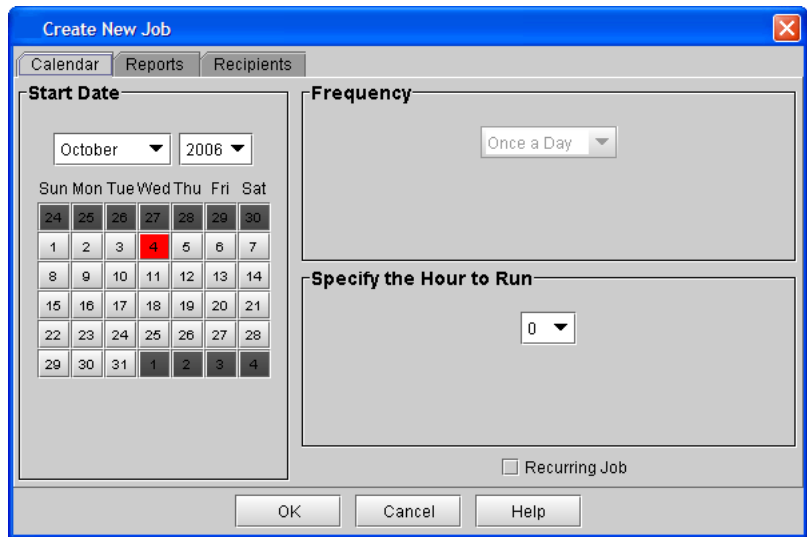 Create New Job
Calendar Reports Recipients
Start Date
October 2006
Sun Mon Tue Wed Thu Fri Sat
24 25 26 27 28 29 30
1 2 3 4 5 6 7
8 9 10 11 12 13 14
15 16 17 18 19 20 21
22 23 24 25 26 27 28
29 30 31 1 2 3 4
Frequency
Once a Day
Specify the Hour to Run
0
Recurring Job
OK Cancel Help